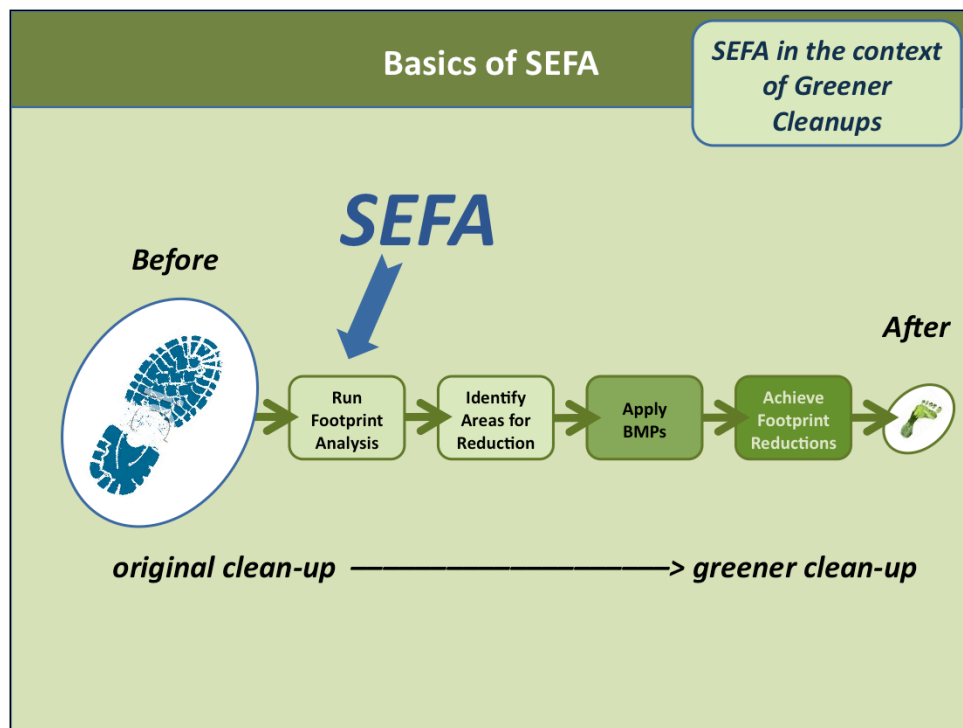 Basics of SEFA
SEFA in the context
of Greener
Cleanups
SEFA
Before
After
Run
Footprint
Analysis
Identify
Areas for
Reduction
Apply
BMPs
Achieve
Footprint
Reductions
original clean-up ————————————> greener clean-up